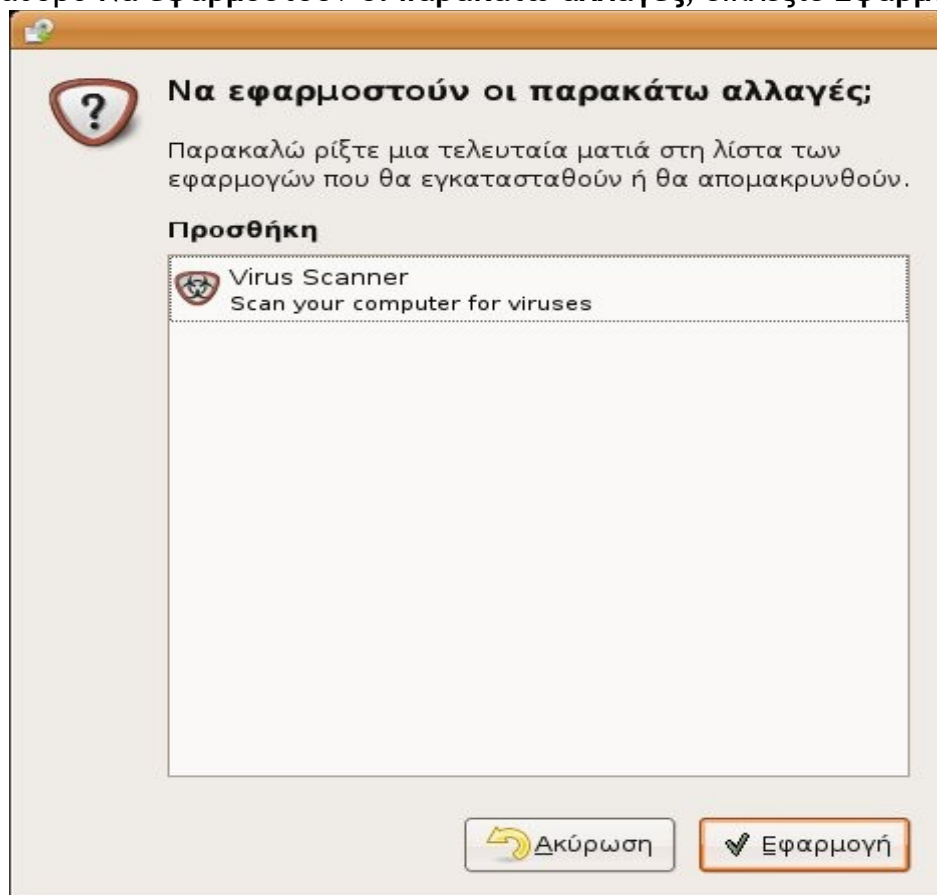 Να εφαρμοστούν οι παρακάτω αλλαγές;
Παρακαλώ ρίξτε μια τελευταία ματιά στη λίστα των
εφαρμογών που θα εγκατασταθούν ή θα απομακρυνθούν.
Προσθήκη
Virus Scanner
Scan your computer for viruses
Ακύρωση
Εφαρμογή